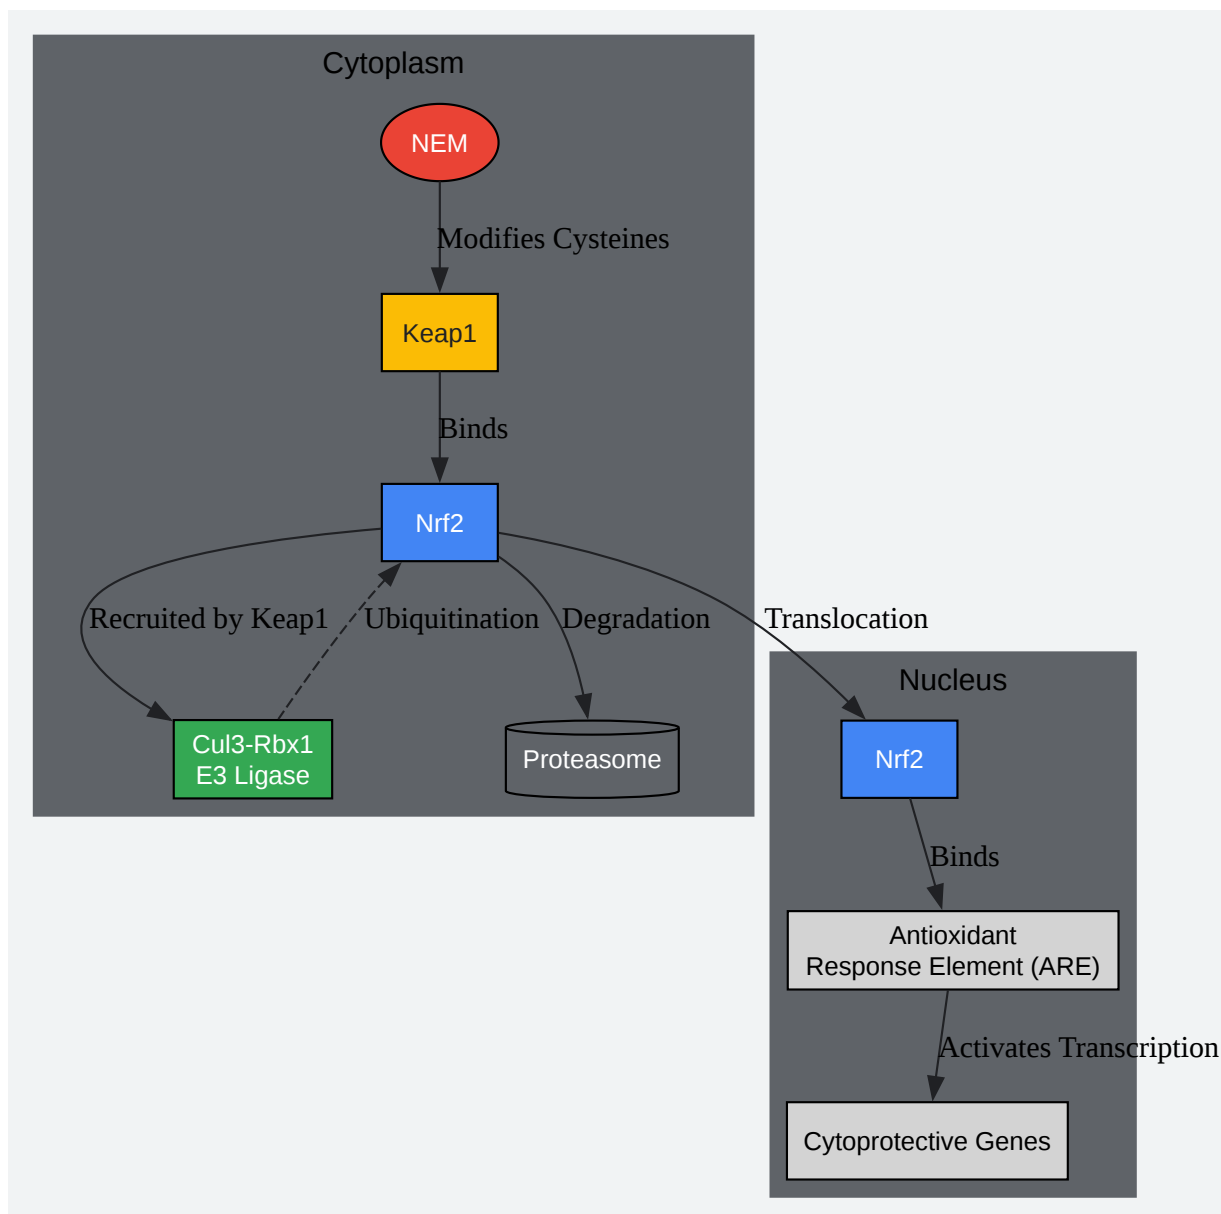 Cytoplasm
NEM
Modifies Cysteines
Keap1
Binds
Nrf2
Recruited by Keap1
Ubiquitination
Degradation
Translocation
Cul3-Rbx1
E3 Ligase
Proteasome
Nucleus
Nrf2
Binds
Antioxidant
Response Element (ARE)
Activates Transcription
Cytoprotective Genes